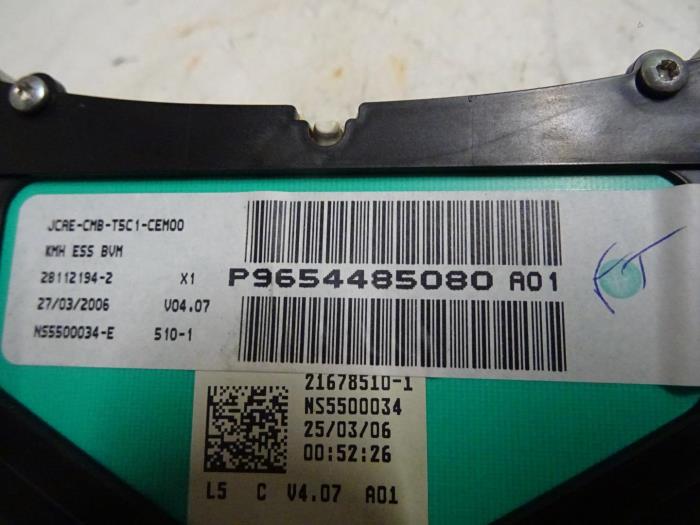 JCAE-CMB-T5C1-CEM00
KMH ESS BVM
28112194-2 X1
27/03/2006 V04.07
NS5500034-E 510-1
P9654485080 A01
21678510-1
NS5500034
25/03/06
00:52:26
L5 C V4.07 A01